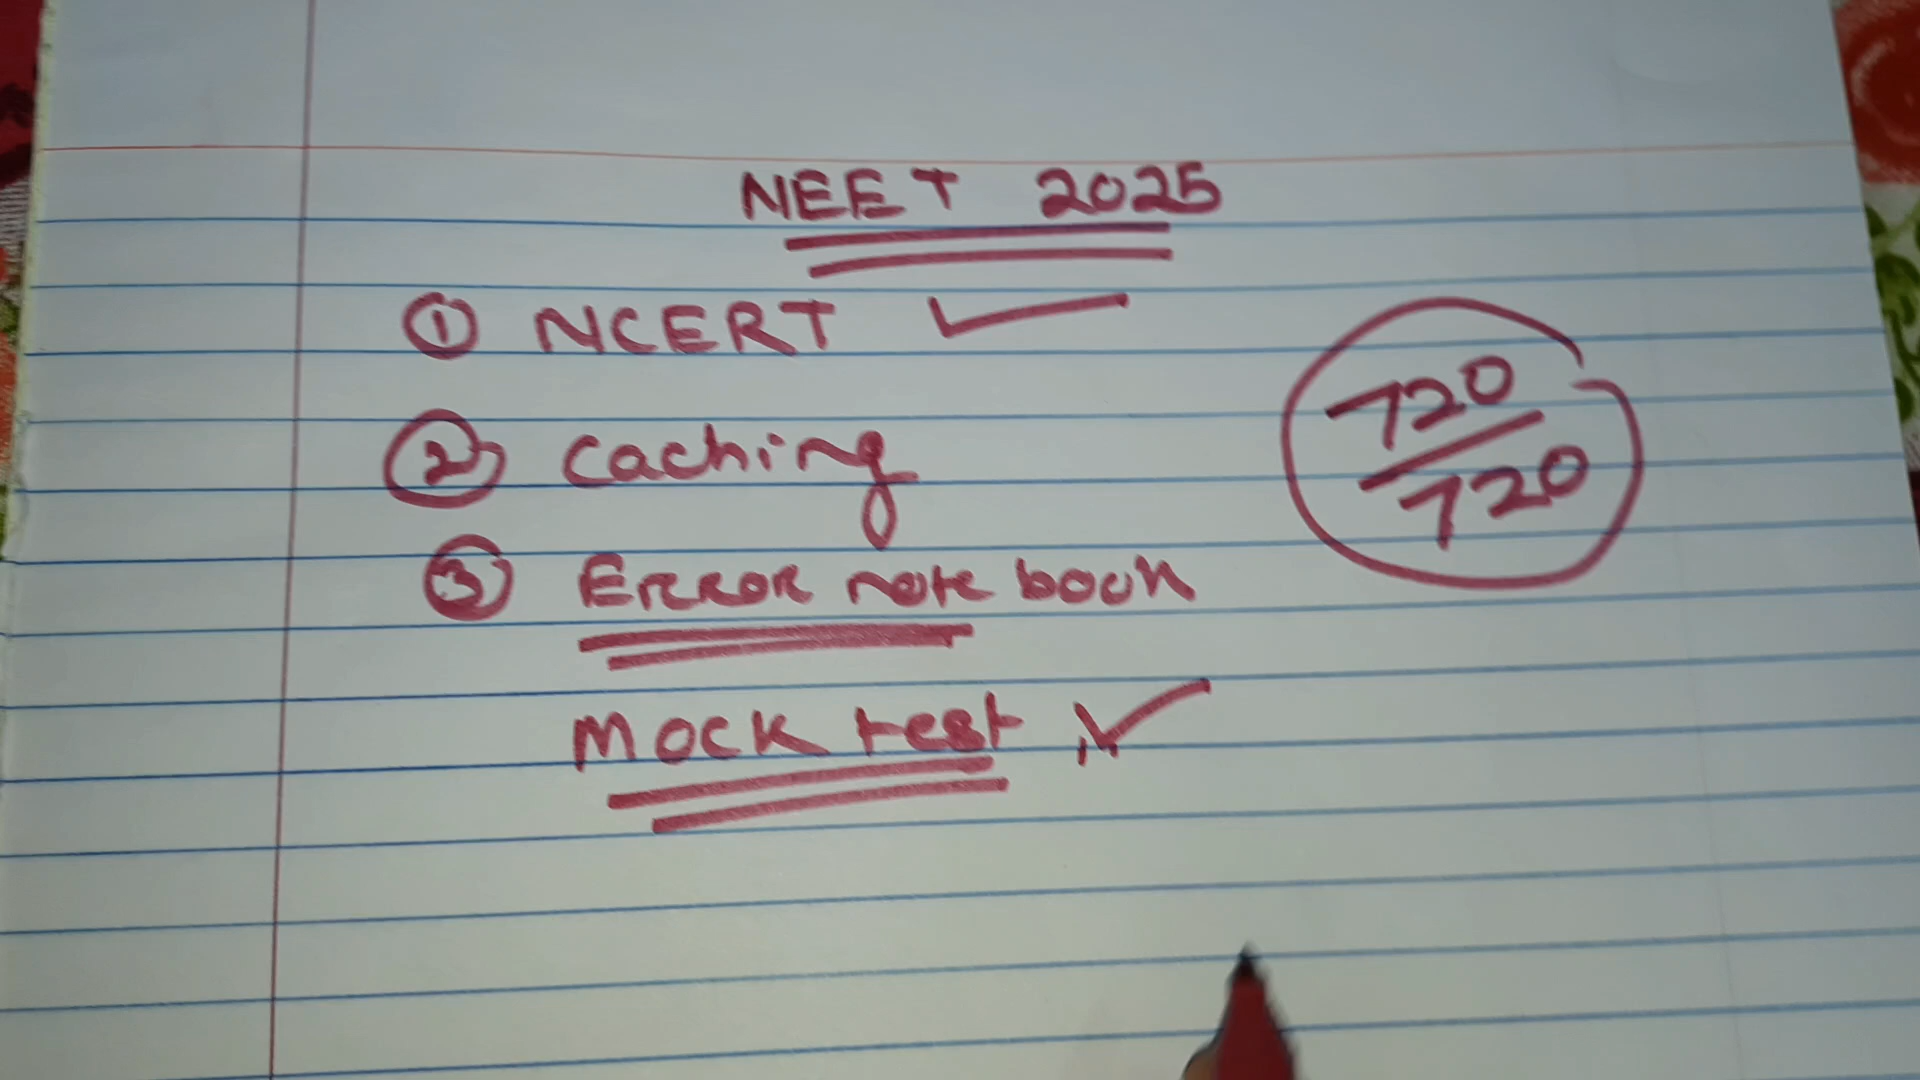 NEET 2025
① NCERT ✓
② Caching
③ Error note book
Mock test ✓
720
720